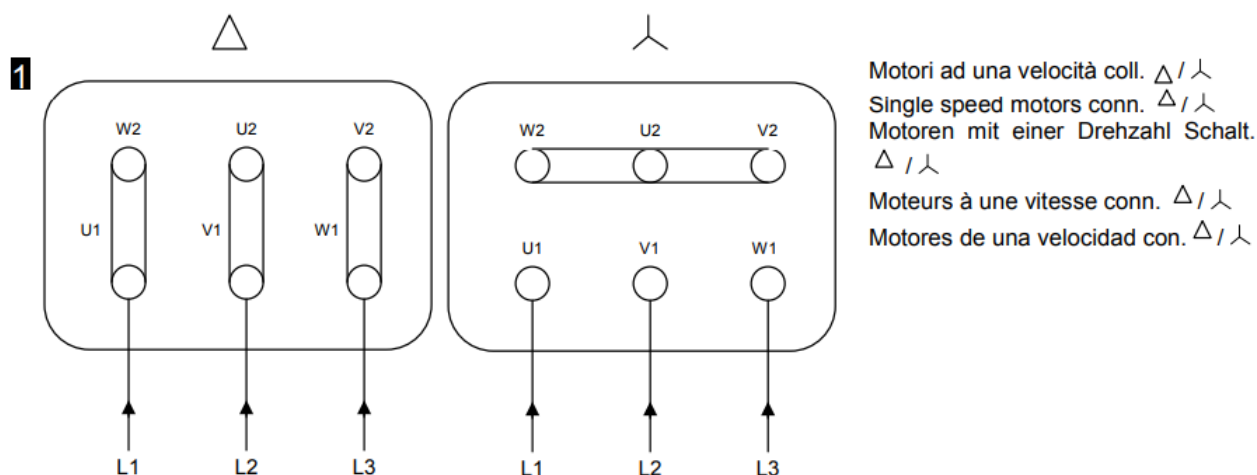 1
W2 U2 V2
U1 V1 W1
L1 L2 L3
W2 U2 V2
U1 V1 W1
L1 L2 L3
Motori ad una velocità coll. △ / ⅄
Single speed motors conn. △ / ⅄
Motoren mit einer Drehzahl Schalt.
△ / ⅄
Moteurs à une vitesse conn. △ / ⅄
Motores de una velocidad con. △ / ⅄